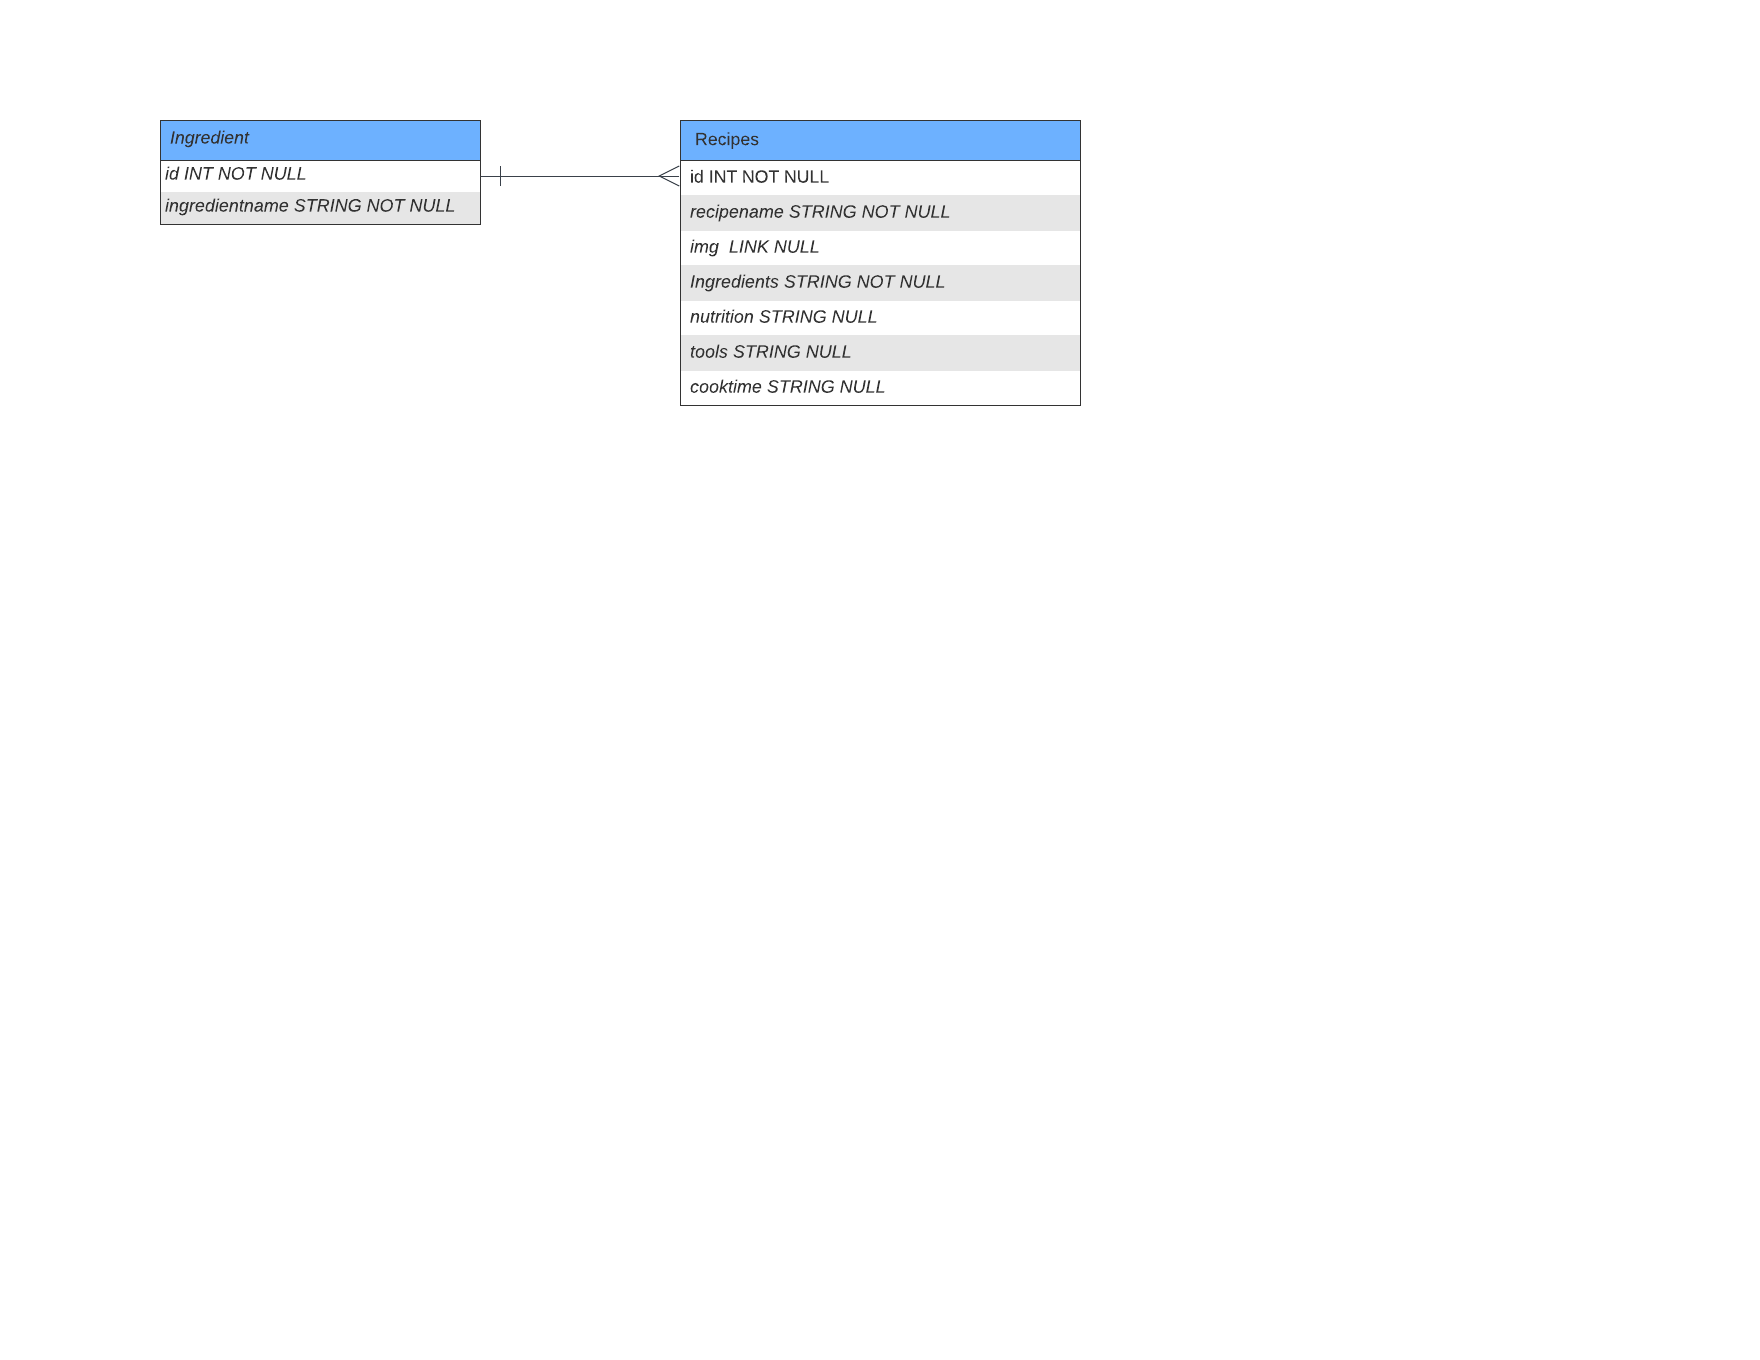 Ingredient
id INT NOT NULL
ingredientname STRING NOT NULL
Recipes
id INT NOT NULL
recipename STRING NOT NULL
img  LINK NULL
Ingredients STRING NOT NULL
nutrition STRING NULL
tools STRING NULL
cooktime STRING NULL